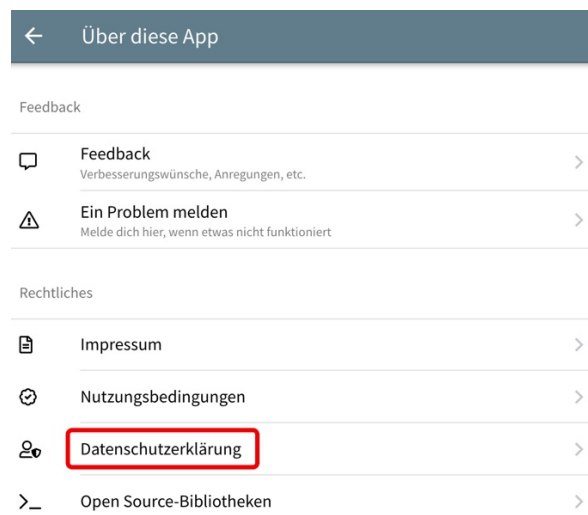 Über diese App
Feedback
Feedback
Verbesserungswünsche, Anregungen, etc.
Ein Problem melden
Melde dich hier, wenn etwas nicht funktioniert
Rechtliches
Impressum
Nutzungsbedingungen
Datenschutzerklärung
Open Source-Bibliotheken